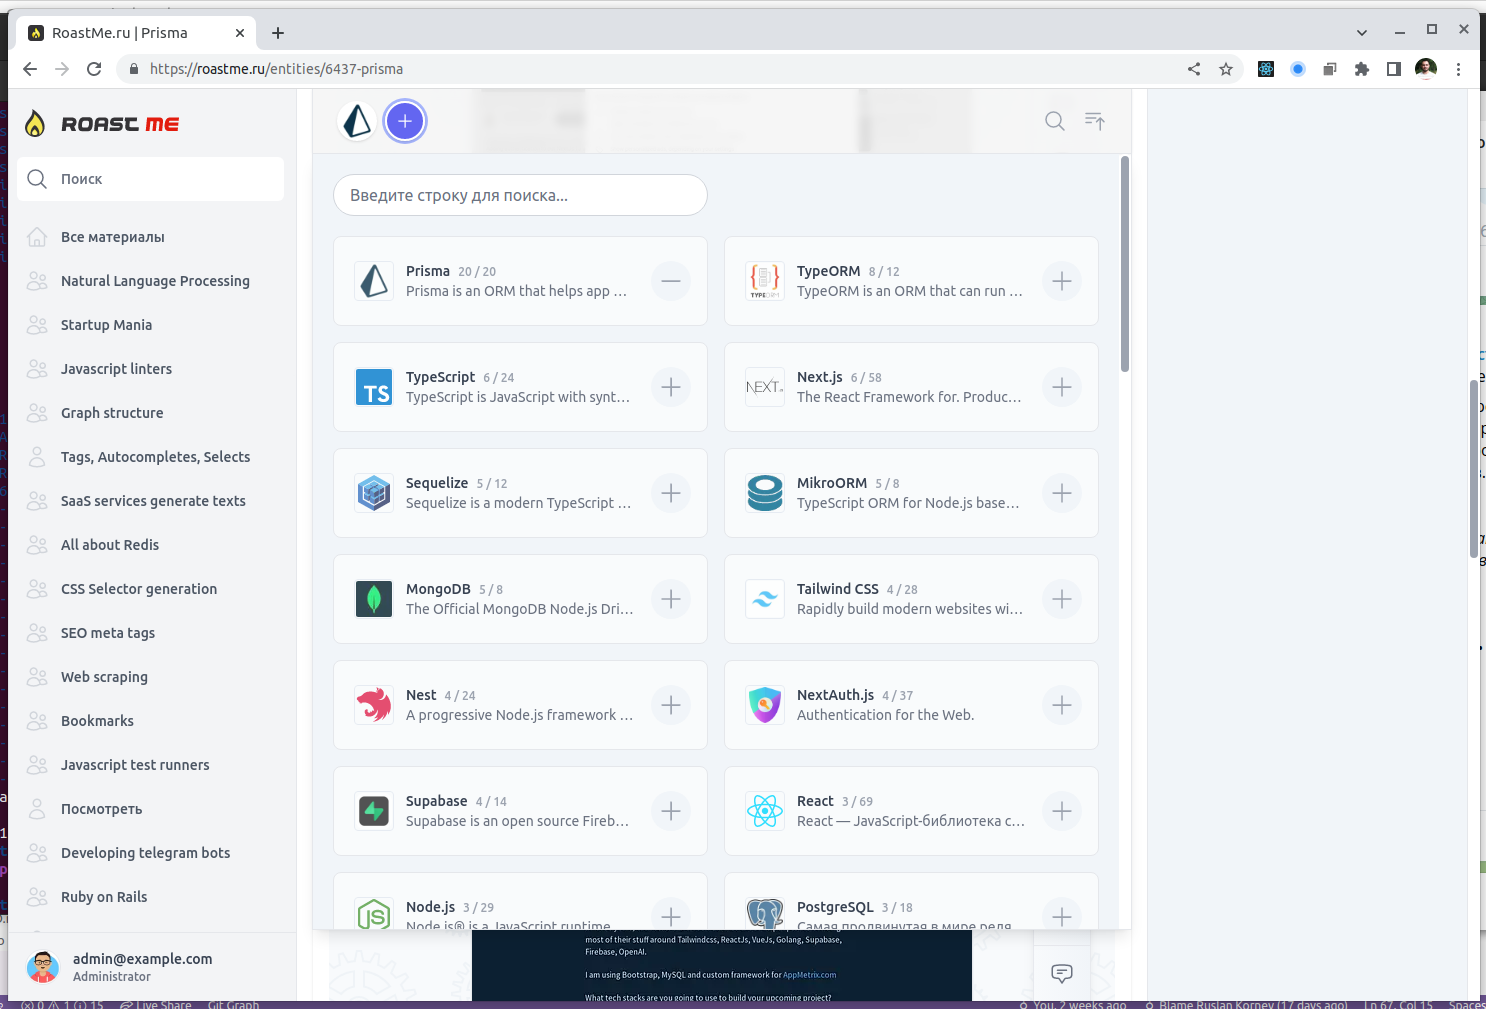 RoastMe.ru | Prisma
https://roastme.ru/entities/6437-prisma
ROAST ME
Поиск
Все материалы
Natural Language Processing
Startup Mania
Javascript linters
Graph structure
Tags, Autocompletes, Selects
SaaS services generate texts
All about Redis
CSS Selector generation
SEO meta tags
Web scraping
Bookmarks
Javascript test runners
Посмотреть
Developing telegram bots
Ruby on Rails
admin@example.com
Administrator
Введите строку для поиска...
Prisma 20 / 20
Prisma is an ORM that helps app ...
TypeORM 8 / 12
TypeORM is an ORM that can run ...
TypeScript 6 / 24
TypeScript is JavaScript with synt...
Next.js 6 / 58
The React Framework for. Produc...
Sequelize 5 / 12
Sequelize is a modern TypeScript ...
MikroORM 5 / 8
TypeScript ORM for Node.js base...
MongoDB 5 / 8
The Official MongoDB Node.js Dri...
Tailwind CSS 4 / 28
Rapidly build modern websites wi...
Nest 4 / 24
A progressive Node.js framework ...
NextAuth.js 4 / 37
Authentication for the Web.
Supabase 4 / 14
Supabase is an open source Fireb...
React 3 / 69
React — JavaScript-библиотека с...
Node.js 3 / 29
Node.js® is a JavaScript runtime
PostgreSQL 3 / 18
Самая продвинутая в мире реля
most of their stuff around Tailwindcss, ReactJs, VueJs, Golang, Supabase,
Firebase, OpenAI.
I am using Bootstrap, MySQL and custom framework for AppMetrix.com
What tech stacks are you going to use to build your upcoming project?
0 1 15 Live Share Git Graph You, 2 weeks ago Blame Ruslan Kornev (17 days ago) Ln 67, Col 15 Spaces